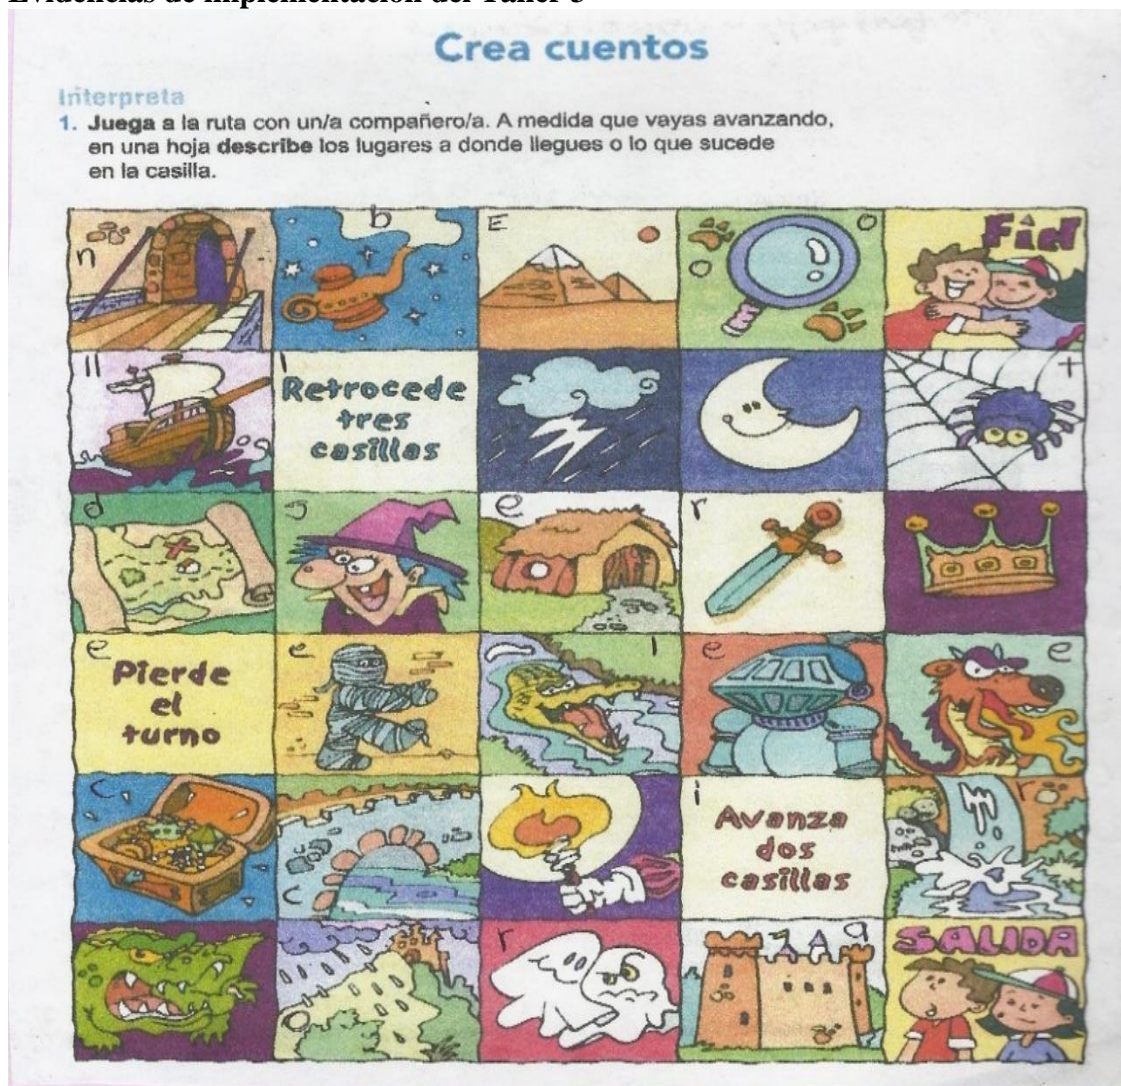 Evidencias de implementación del Taller 3
Crea cuentos
Interpreta
1. Juega a la ruta con un/a compañero/a. A medida que vayas avanzando,
en una hoja describe los lugares a donde llegues o lo que sucede
en la casilla.
n
b
E
o
o
Fin
ll
l
Retrocede
tres
casillas
t
d
s
e
r
e
Pierde
el
turno
e
l
e
e
c
c
i
Avanza
dos
casillas
r
o
r
a
SALIDA